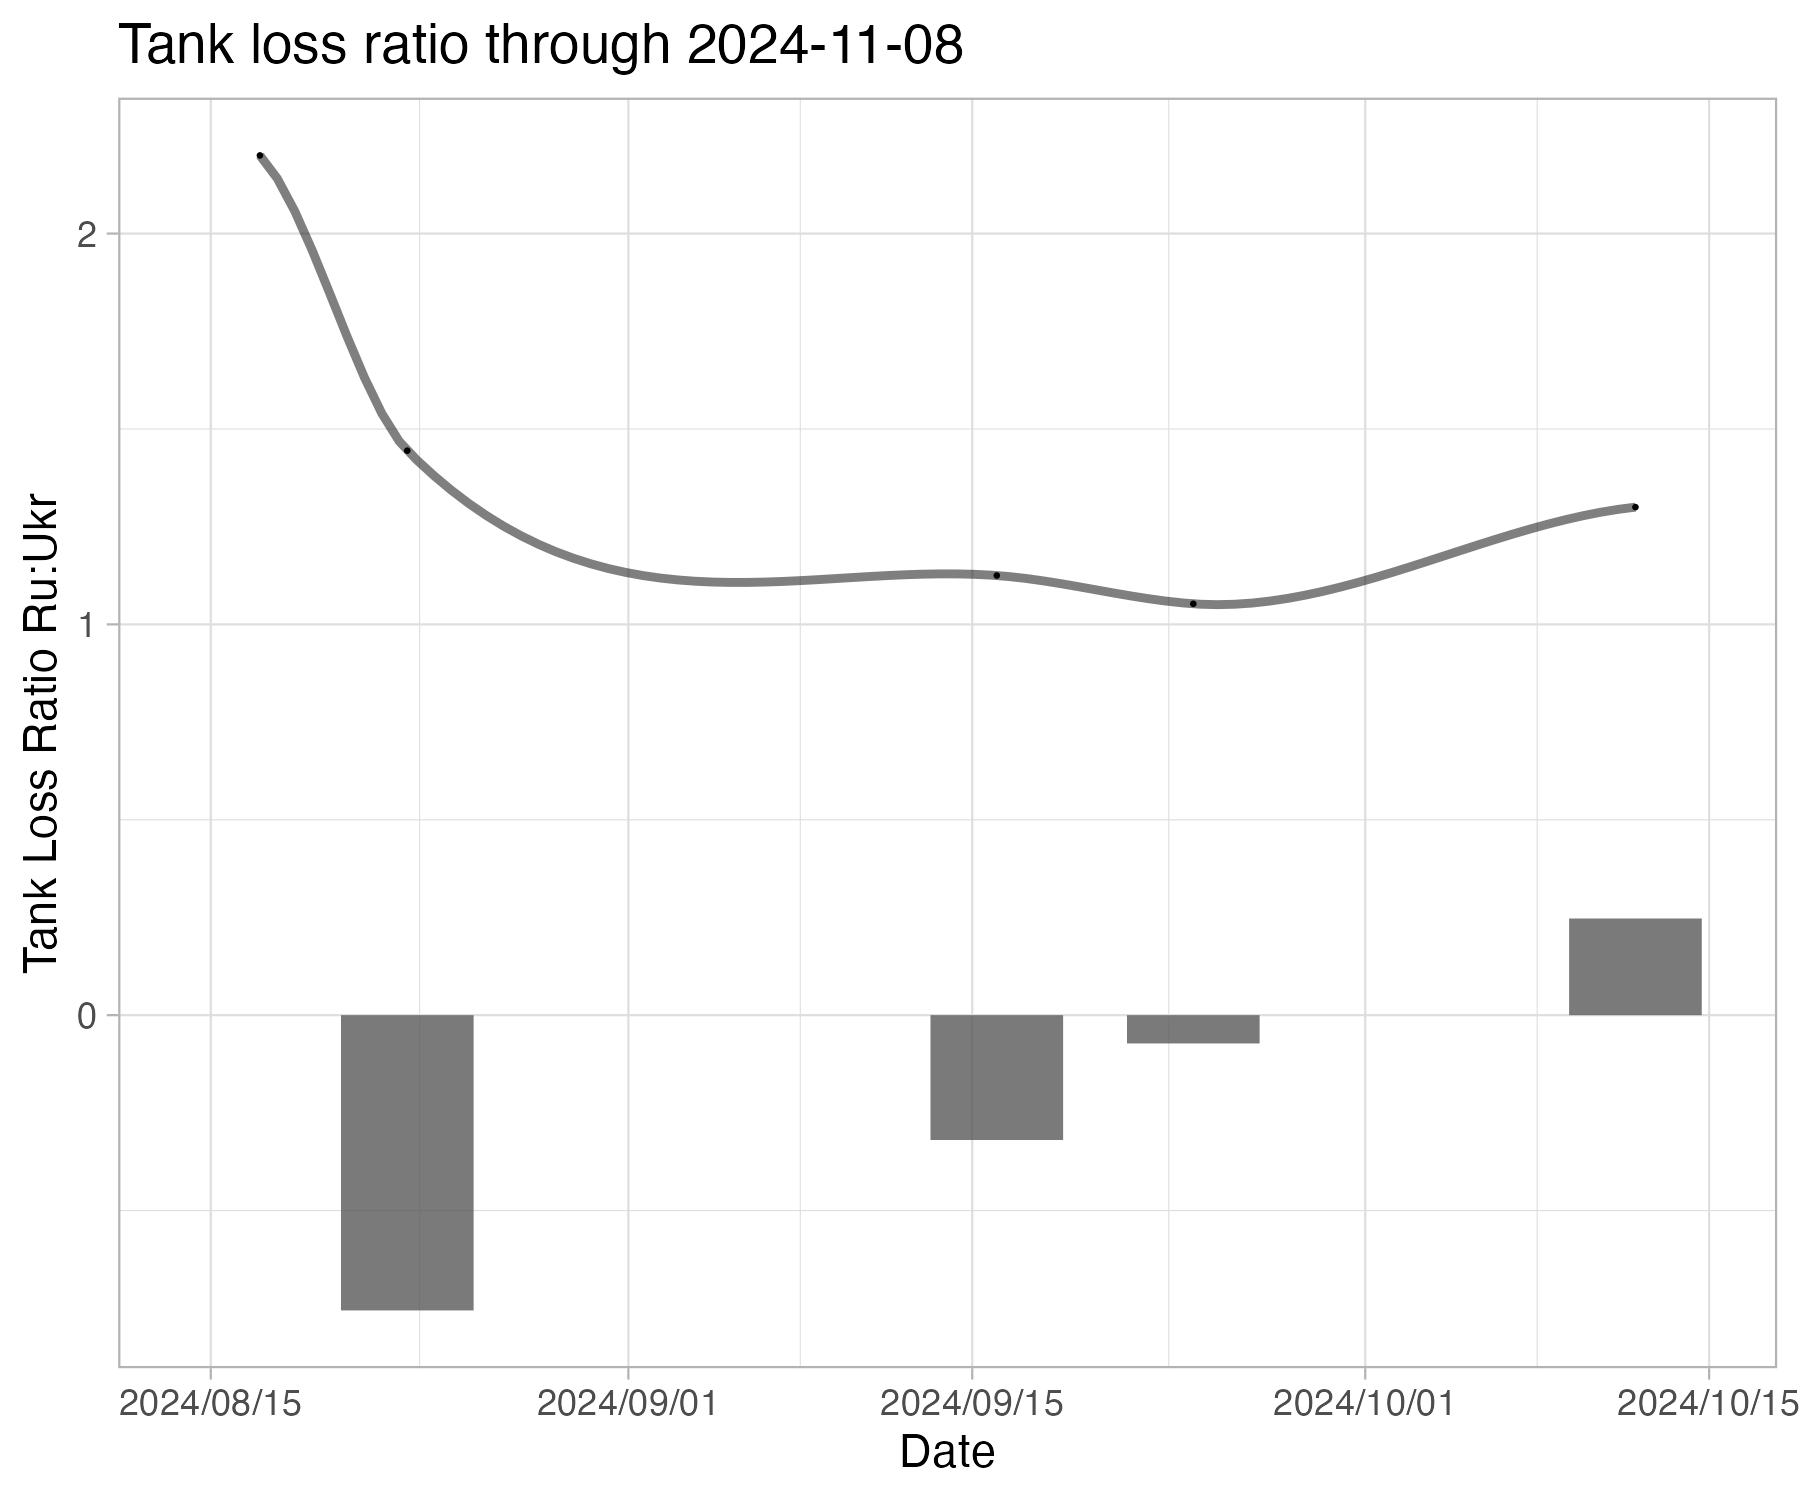 Tank loss ratio through 2024-11-08
Tank Loss Ratio Ru:Ukr
2
1
0
2024/08/15 2024/09/01 2024/09/15 2024/10/01 2024/10/15
Date